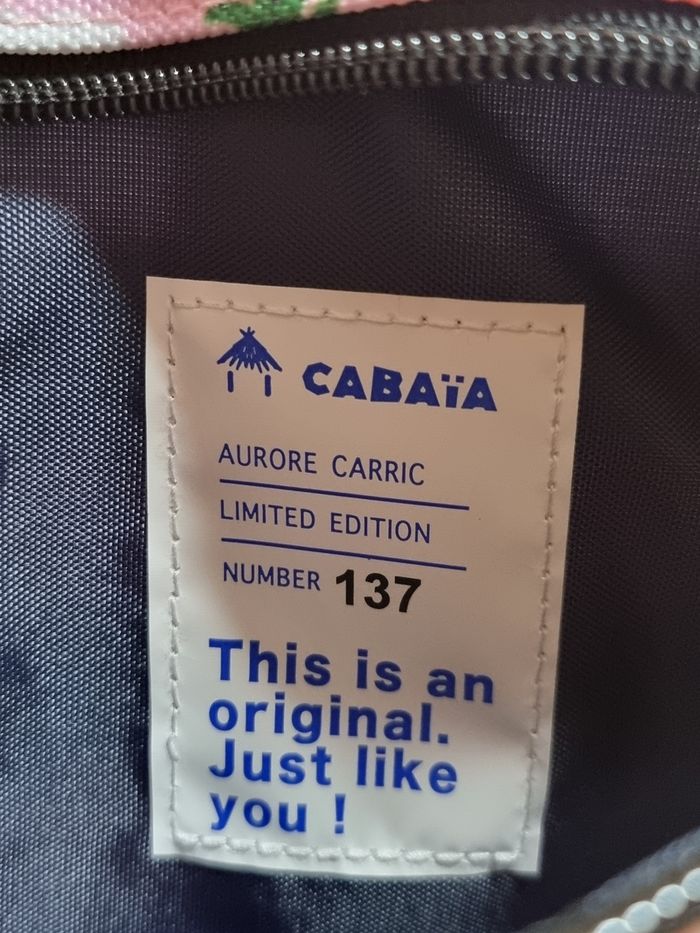 CABAïA
AURORE CARRIC
LIMITED EDITION
NUMBER 137
This is an
original.
Just like
you !